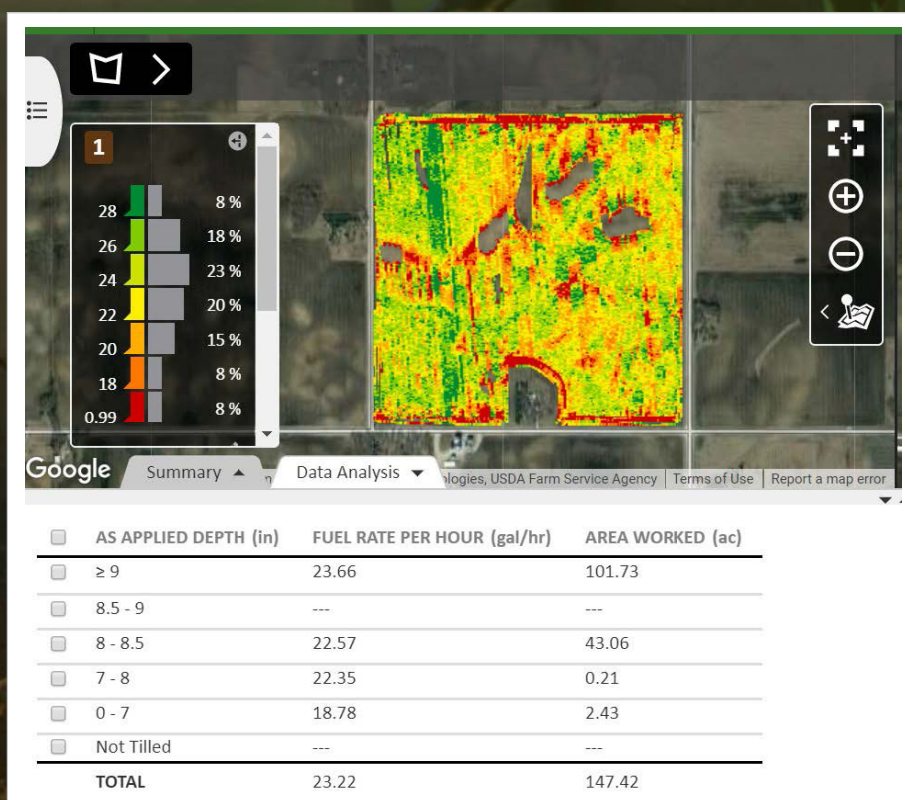 1
28 8 %
26 18 %
24 23 %
22 20 %
20 15 %
18 8 %
0.99 8 %
Google
Summary
Data Analysis
logies, USDA Farm Service Agency Terms of Use Report a map error
AS APPLIED DEPTH (in) FUEL RATE PER HOUR (gal/hr) AREA WORKED (ac)
≥ 9 23.66 101.73
8.5 - 9 --- ---
8 - 8.5 22.57 43.06
7 - 8 22.35 0.21
0 - 7 18.78 2.43
Not Tilled --- ---
TOTAL 23.22 147.42